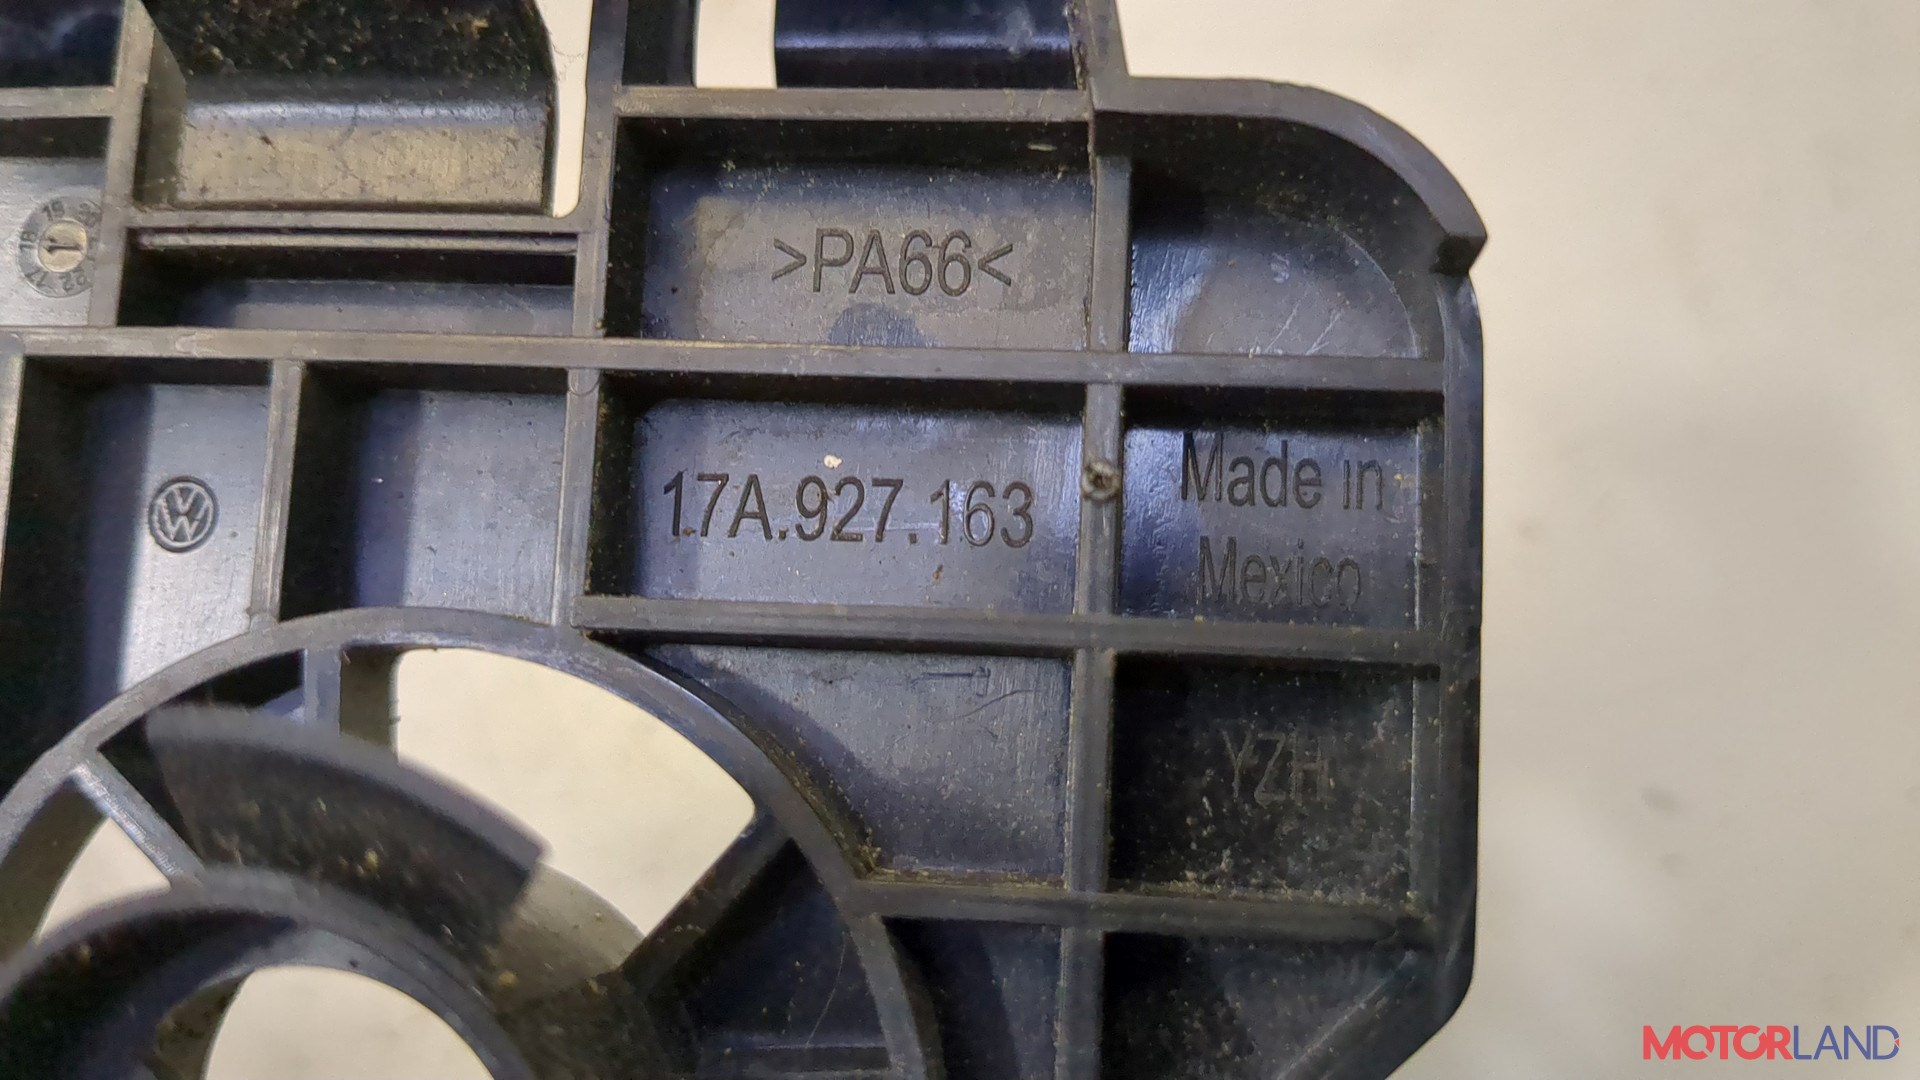 >PA66<
17A.927.163
Made in
Mexico
YZH
MOTORLAND